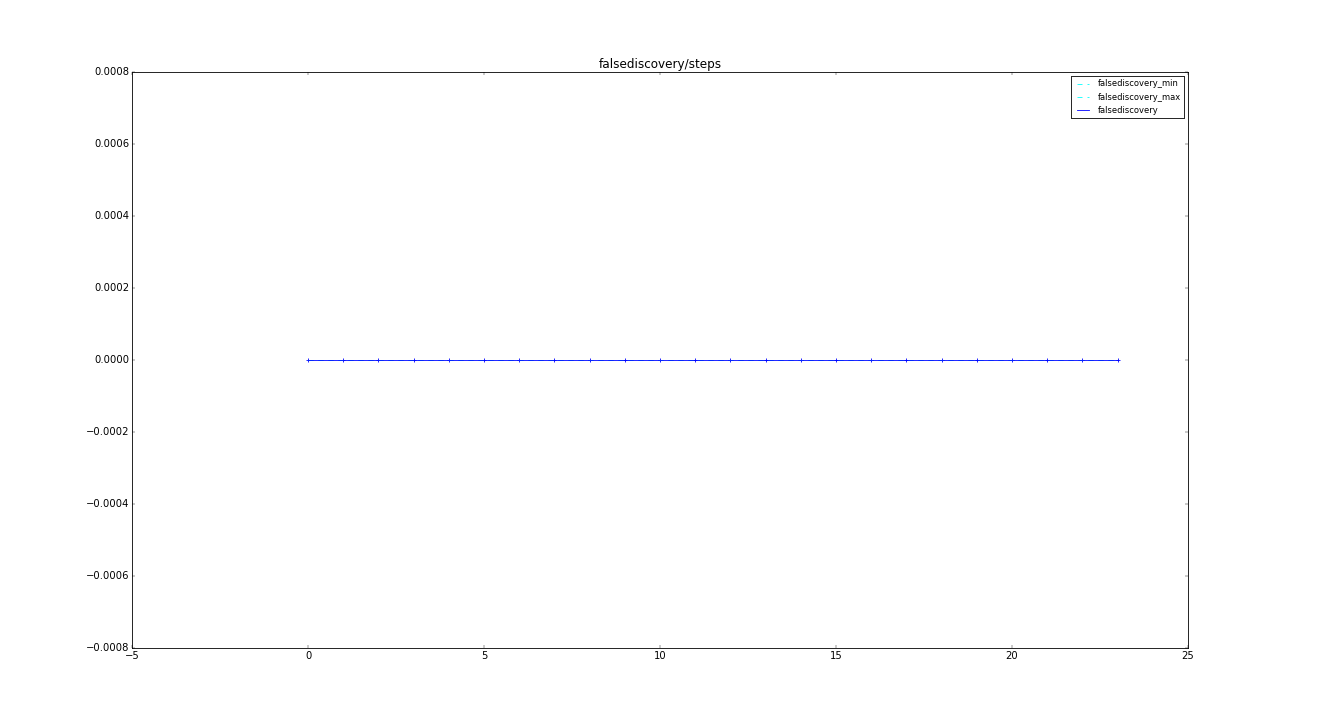 falsediscovery/steps
0.0008
0.0006
0.0004
0.0002
0.0000
−0.0002
−0.0004
−0.0006
−0.0008
falsediscovery_min
falsediscovery_max
falsediscovery
−5 0 5 10 15 20 25